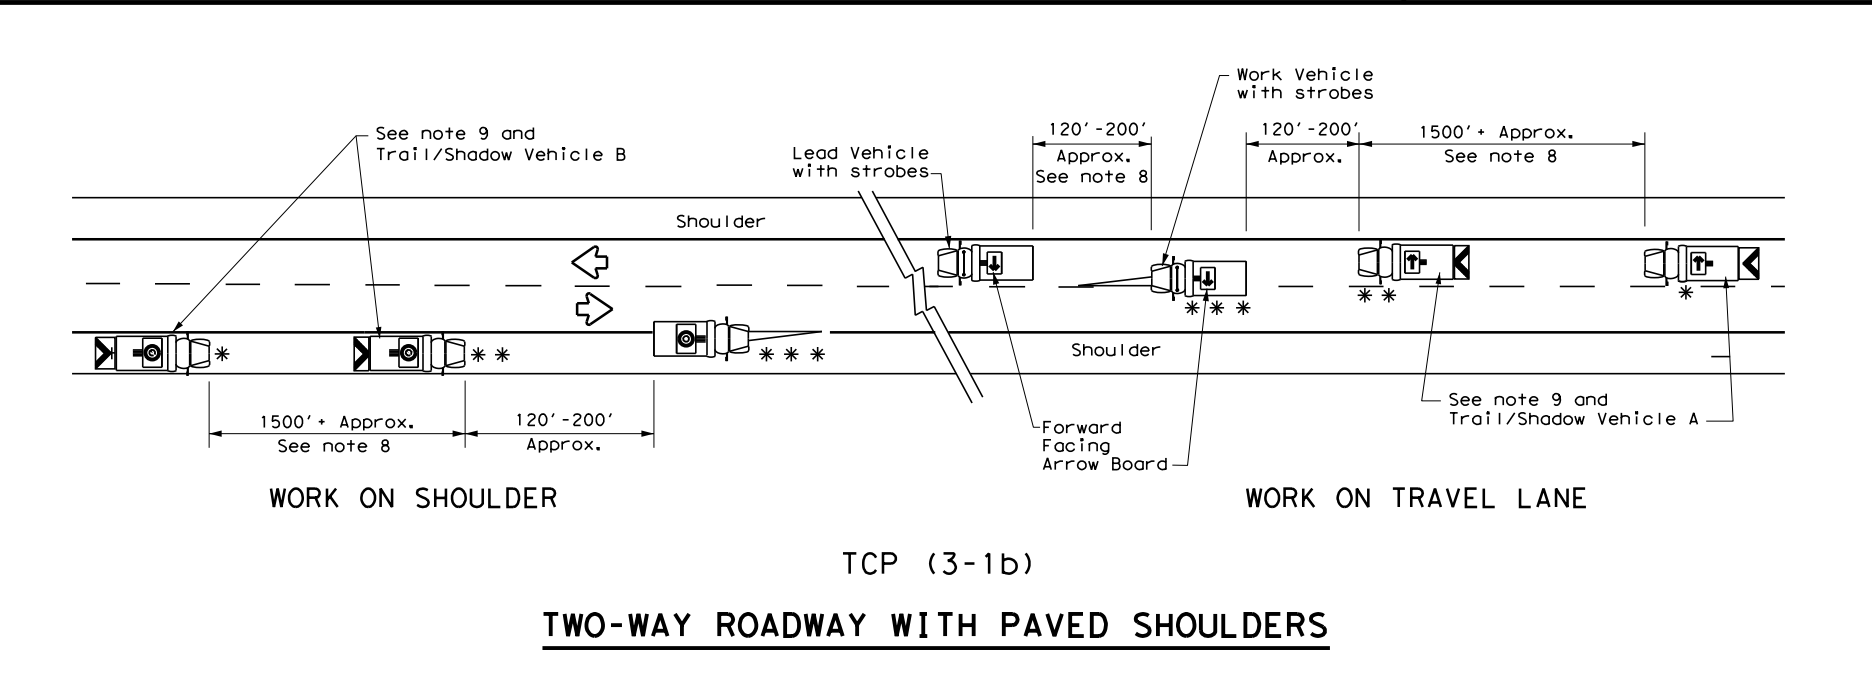 Work Vehicle
with strobes
See note 9 and
Trail/Shadow Vehicle B
120'-200'
Approx.
See note 8
120'-200'
Approx.
1500'+ Approx.
See note 8
Lead Vehicle
with strobes
Shoulder
* * *
* *
*
*
* *
* * *
Shoulder
1500'+ Approx.
See note 8
120'-200'
Approx.
Forward
Facing
Arrow Board
See note 9 and
Trail/Shadow Vehicle A
WORK ON SHOULDER
WORK ON TRAVEL LANE
TCP (3-1b)
TWO-WAY ROADWAY WITH PAVED SHOULDERS